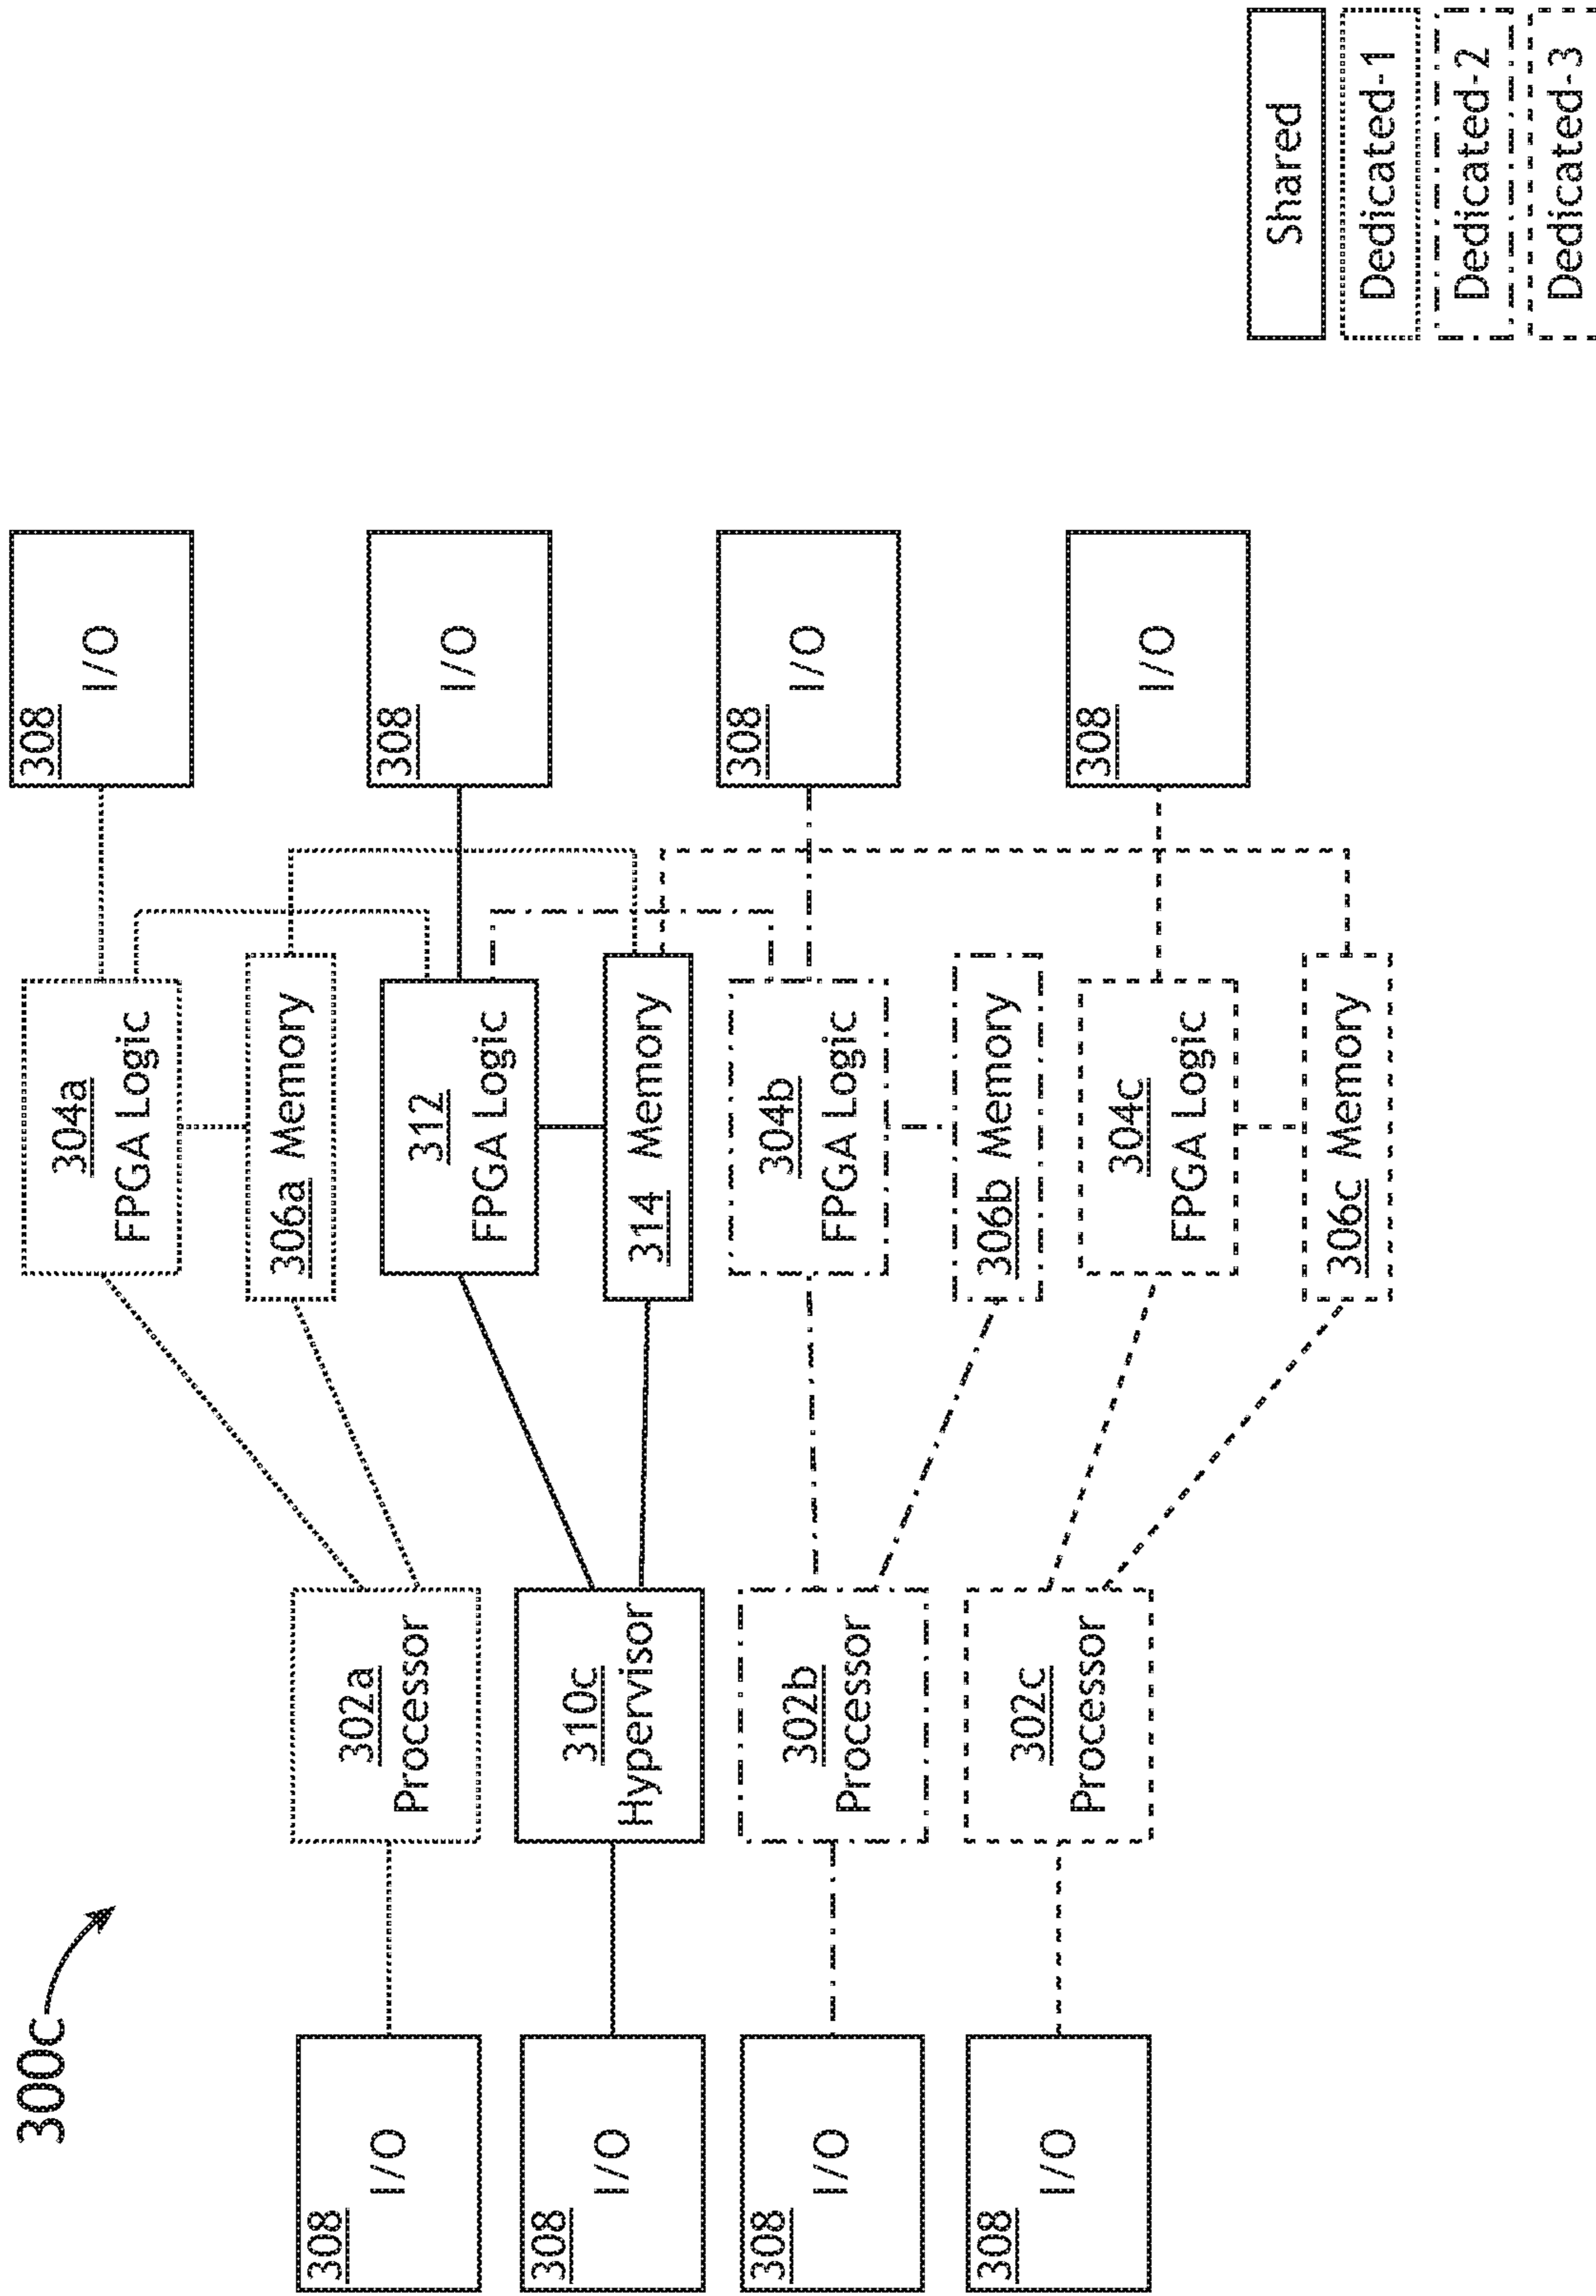 300c
304a
FPGA Logic
308
I/O
308
I/O
302a
Processor
306a Memory
308
I/O
310c
Hypervisor
312
FPGA Logic
308
I/O
314 Memory
308
I/O
302b
Processor
304b
FPGA Logic
308
I/O
306b Memory
308
I/O
302c
Processor
304c
FPGA Logic
308
I/O
306c Memory
Shared
Dedicated-1
Dedicated-2
Dedicated-3